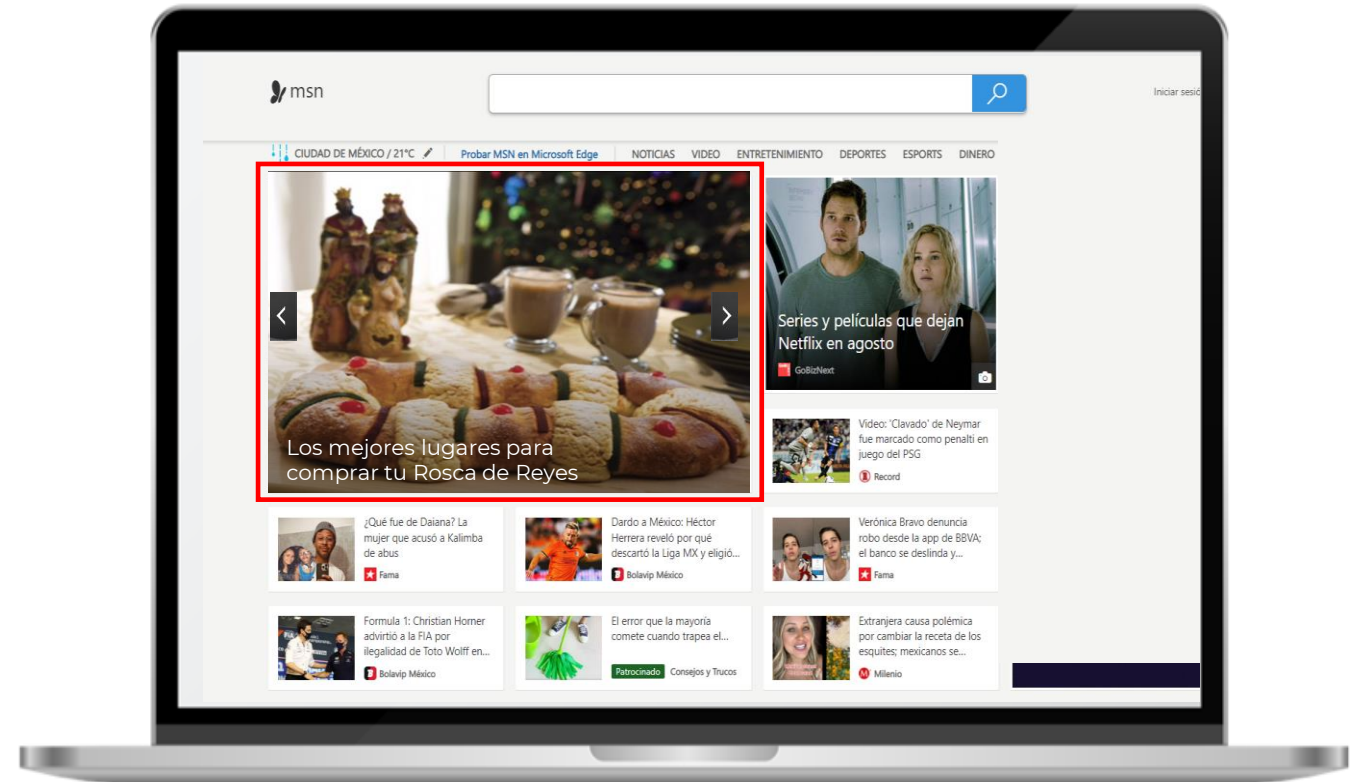 msn
Iniciar sesió
CIUDAD DE MÉXICO / 21°C
Probar MSN en Microsoft Edge
NOTICIAS VIDEO ENTRETENIMIENTO DEPORTES ESPORTS DINERO
Los mejores lugares para
comprar tu Rosca de Reyes
Series y películas que dejan
Netflix en agosto
GoBizNext
Video: 'Clavado' de Neymar
fue marcado como penalti en
juego del PSG
Record
¿Qué fue de Daiana? La
mujer que acusó a Kalimba
de abus
Fama
Dardo a México: Héctor
Herrera reveló por qué
descartó la Liga MX y eligió...
Bolavip México
Verónica Bravo denuncia
robo desde la app de BBVA;
el banco se deslinda y...
Fama
Formula 1: Christian Horner
advirtió a la FIA por
ilegalidad de Toto Wolff en...
Bolavip México
El error que la mayoría
comete cuando trapea el...
Patrocinado Consejos y Trucos
Extranjera causa polémica
por cambiar la receta de los
esquites; mexicanos se...
Milenio